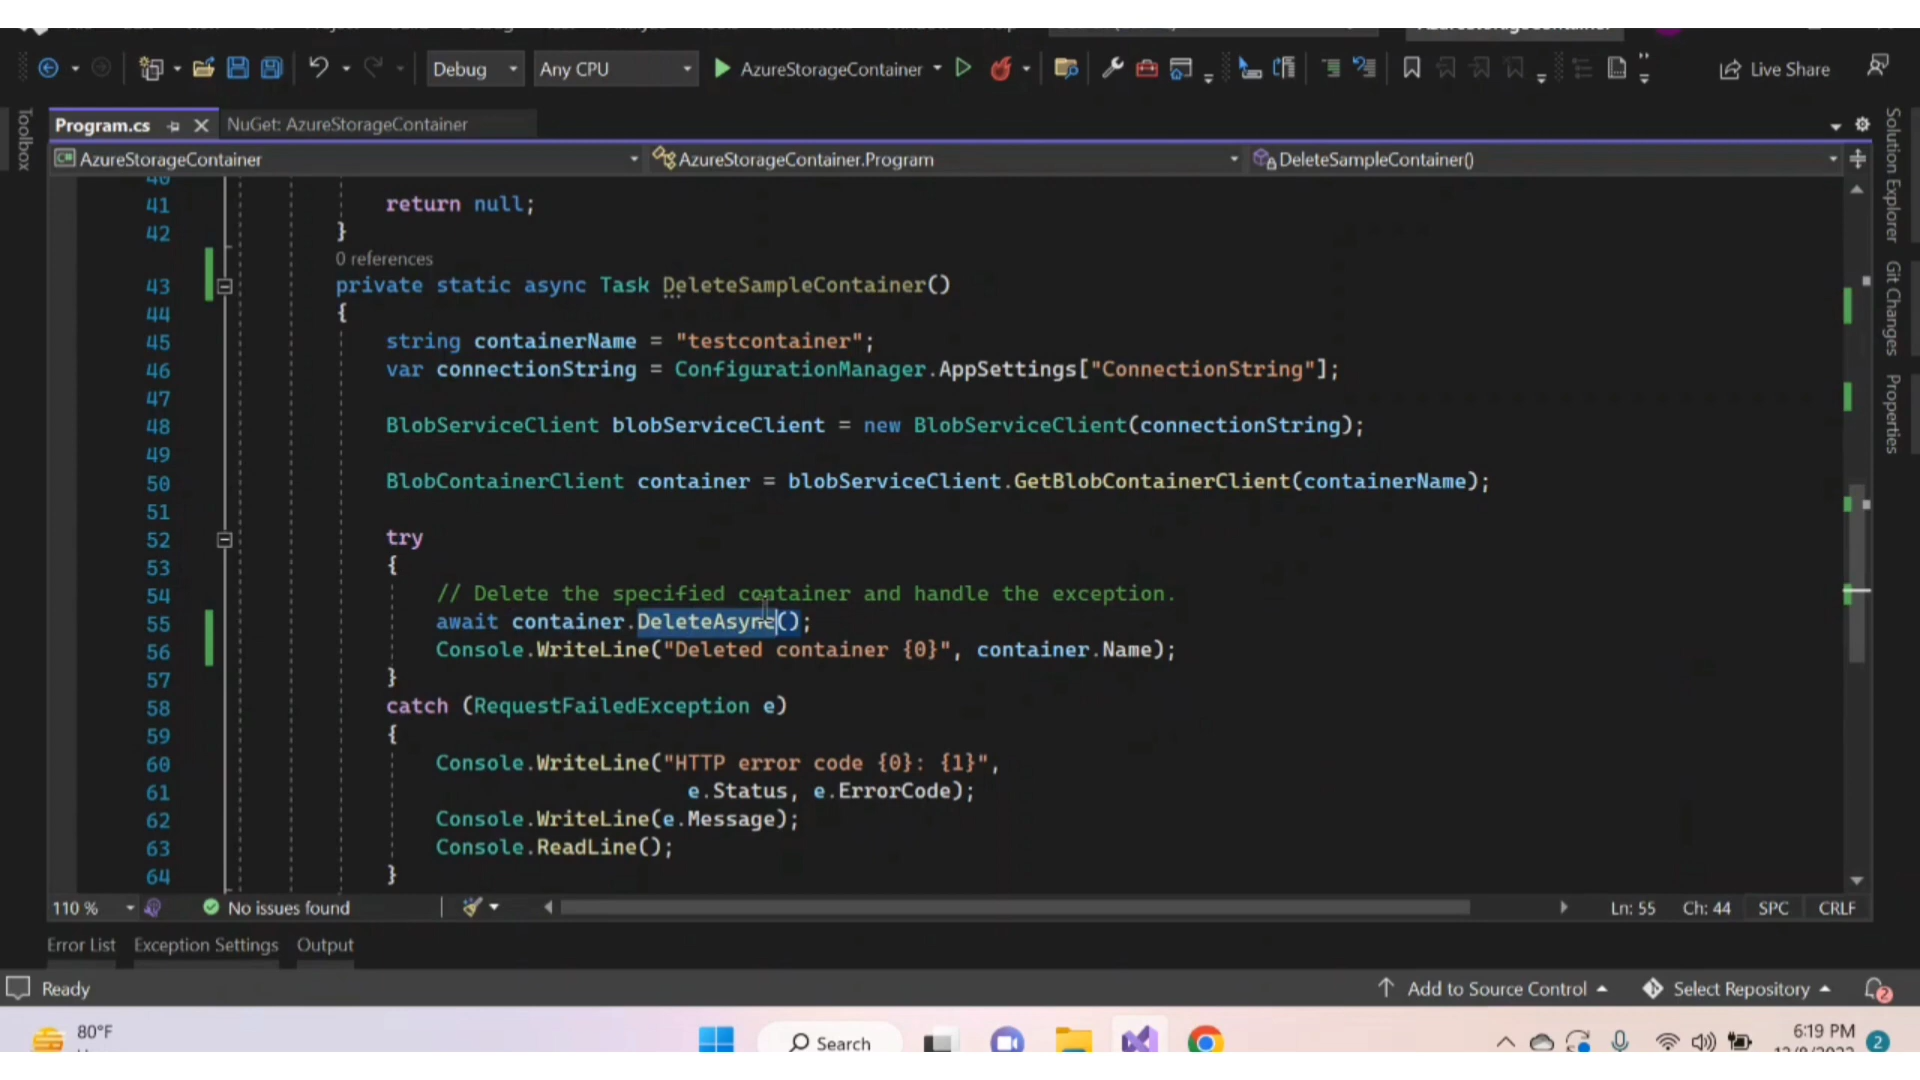 Debug Any CPU AzureStorageContainer Live Share
Toolbox
Program.cs NuGet: AzureStorageContainer
AzureStorageContainer AzureStorageContainer.Program DeleteSampleContainer()
40
41 return null;
42 }
0 references
43 private static async Task DeleteSampleContainer()
44 {
45 string containerName = "testcontainer";
46 var connectionString = ConfigurationManager.AppSettings["ConnectionString"];
47
48 BlobServiceClient blobServiceClient = new BlobServiceClient(connectionString);
49
50 BlobContainerClient container = blobServiceClient.GetBlobContainerClient(containerName);
51
52 try
53 {
54 // Delete the specified container and handle the exception.
55 await container.DeleteAsync();
56 Console.WriteLine("Deleted container {0}", container.Name);
57 }
58 catch (RequestFailedException e)
59 {
60 Console.WriteLine("HTTP error code {0}: {1}",
61 e.Status, e.ErrorCode);
62 Console.WriteLine(e.Message);
63 Console.ReadLine();
64 }
Solution Explorer
Git Changes
Properties
110 % No issues found Ln: 55 Ch: 44 SPC CRLF
Error List Exception Settings Output
Ready Add to Source Control Select Repository 2
80°F
Search
6:19 PM
2